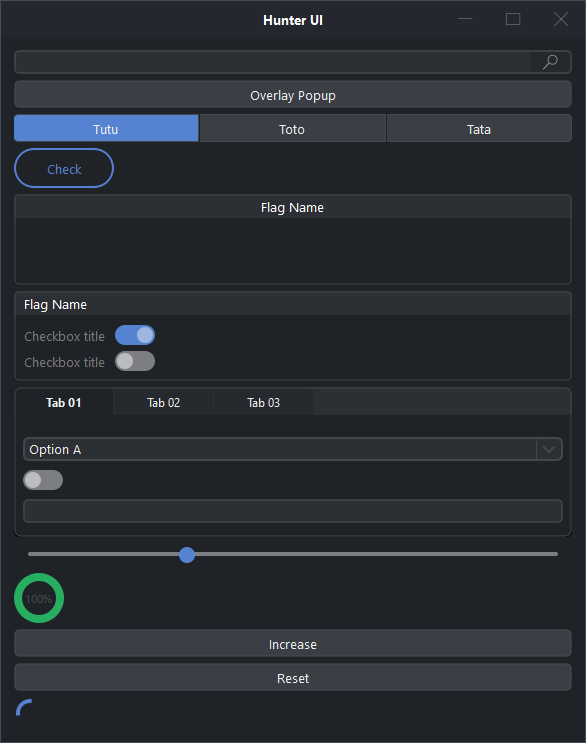 Hunter UI
Overlay Popup
Tutu Toto Tata
Check
Flag Name
Flag Name
Checkbox title
Checkbox title
Tab 01 Tab 02 Tab 03
Option A
100%
Increase
Reset